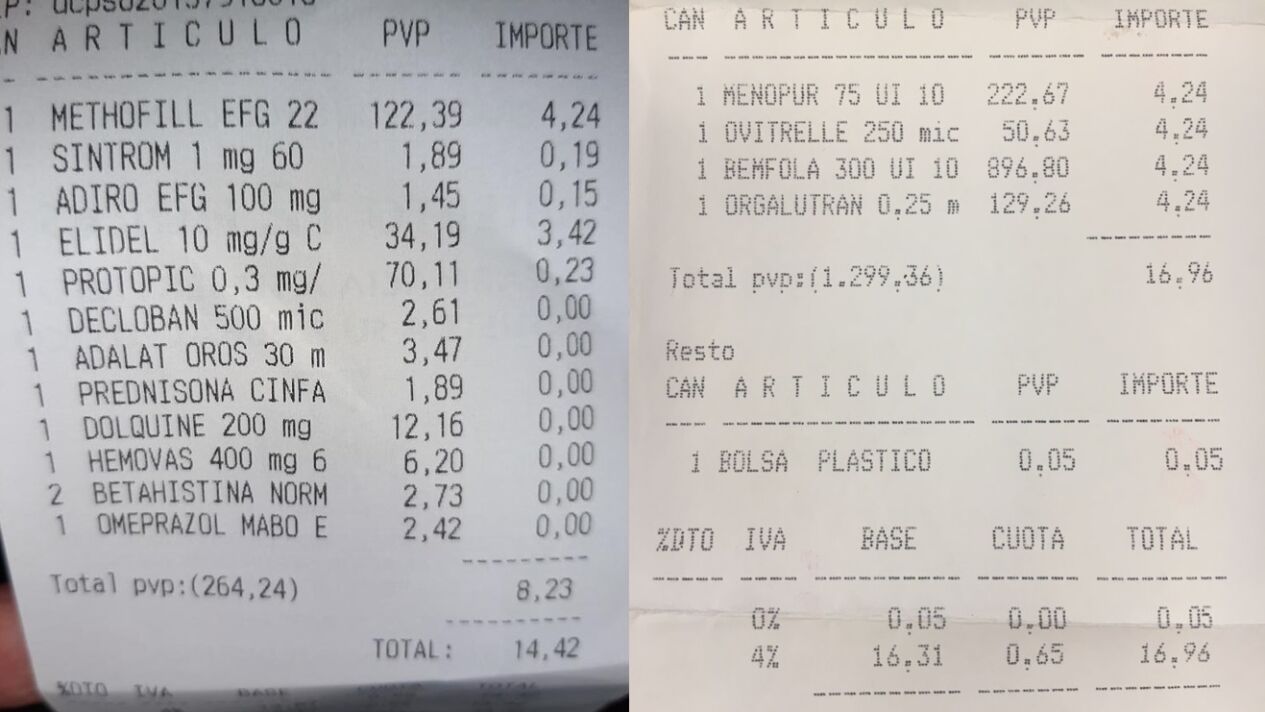 N A R T I C U L O PVP IMPORTE
1 METHOFILL EFG 22 122,39 4,24
1 SINTROM 1 mg 60 1,89 0,19
1 ADIRO EFG 100 mg 1,45 0,15
1 ELIDEL 10 mg/g C 34,19 3,42
1 PROTOPIC 0,3 mg/ 70,11 0,23
1 DECLOBAN 500 mic 2,61 0,00
1 ADALAT OROS 30 m 3,47 0,00
1 PREDNISONA CINFA 1,89 0,00
1 DOLQUINE 200 mg 12,16 0,00
1 HEMOVAS 400 mg 6 6,20 0,00
2 BETAHISTINA NORM 2,73 0,00
1 OMEPRAZOL MABO E 2,42 0,00
Total pvp:(264,24) 8,23
TOTAL: 14,42
%DTO IVA BASE
CAN A R T I C U L O PVP IMPORTE
1 MENOPUR 75 UI 10 222.67 4.24
1 OVITRELLE 250 mic 50.63 4.24
1 BEMFOLA 300 UI 10 896.80 4.24
1 ORGALUTRAN 0.25 m 129.26 4.24
Total pvp:(1.299.36) 16.96
Resto
CAN A R T I C U L O PVP IMPORTE
1 BOLSA PLASTICO 0.05 0.05
%DTO IVA BASE CUOTA TOTAL
0% 0.05 0.00 0.05
4% 16.31 0.65 16.96